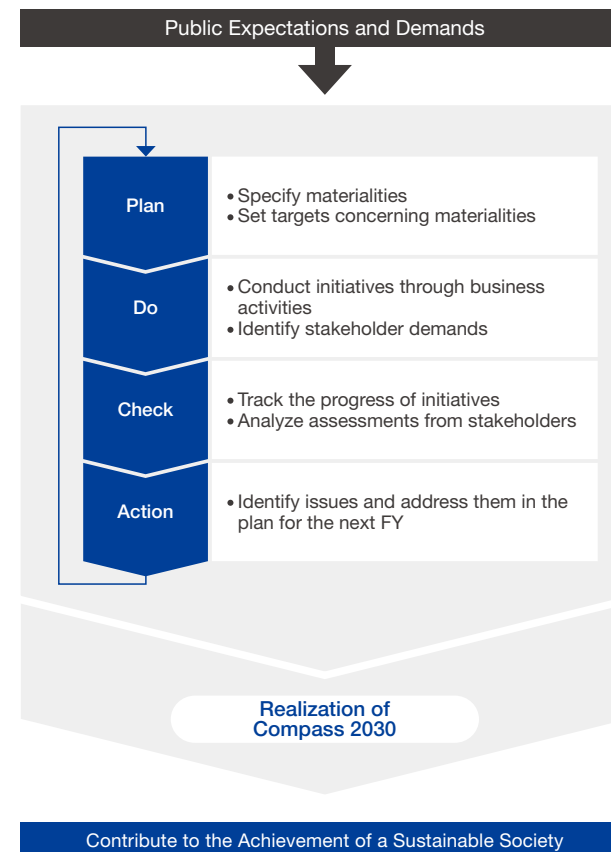 Public Expectations and Demands
Plan
• Specify materialities
• Set targets concerning materialities
Do
• Conduct initiatives through business
activities
• Identify stakeholder demands
Check
• Track the progress of initiatives
• Analyze assessments from stakeholders
Action
• Identify issues and address them in the
plan for the next FY
Realization of
Compass 2030
Contribute to the Achievement of a Sustainable Society